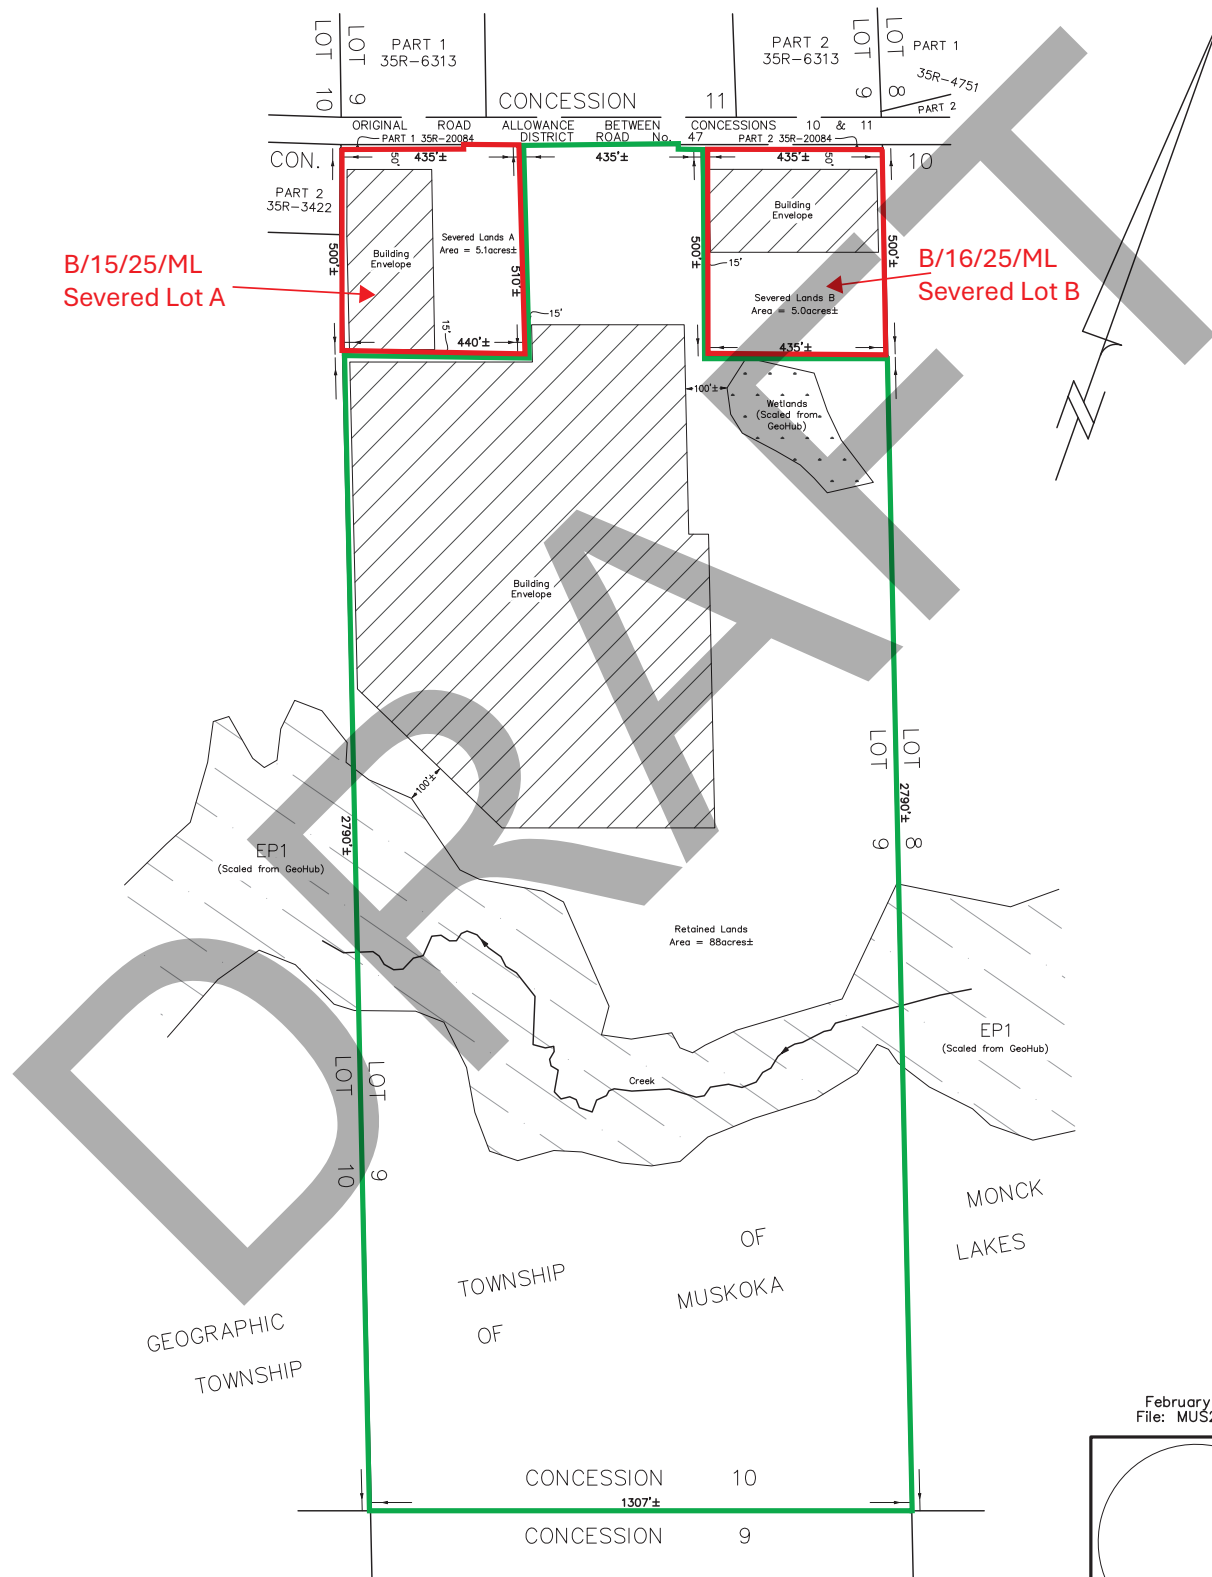 LOT 10
LOT 9
PART 1
35R-6313
PART 2
35R-6313
LOT 9
LOT 8
PART 1
35R-4751
PART 2
CONCESSION 11
ORIGINAL ROAD ALLOWANCE BETWEEN CONCESSIONS 10 & 11
DISTRICT ROAD No. 47
PART 1 35R-20084
PART 2 35R-20084
CON.
10
435'±
50'
435'±
435'±
50'
PART 2
35R-3422
B/15/25/ML
Severed Lot A
500'±
Building
Envelope
Severed Lands A
Area = 5.1acres±
510'±
15'
15'
440'±
500'±
15'
Building
Envelope
Severed Lands B
Area = 5.0acres±
435'±
500'±
B/16/25/ML
Severed Lot B
100'±
Wetlands
(Scaled from
GeoHub)
Building
Envelope
LOT 9
LOT 8
2790'±
2790'±
100'±
EP1
(Scaled from GeoHub)
Retained Lands
Area = 88acres±
EP1
(Scaled from GeoHub)
Creek
LOT 10
LOT 9
GEOGRAPHIC TOWNSHIP OF MONCK
TOWNSHIP OF MUSKOKA LAKES
DRAFT
February
File: MUS2
CONCESSION 10
1307'±
CONCESSION 9